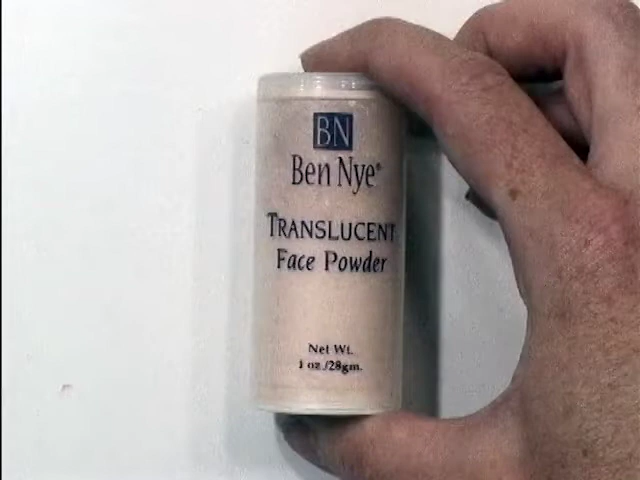 BN
Ben Nye®
TRANSLUCENT
Face Powder
Net Wt.
1 oz./28gm.